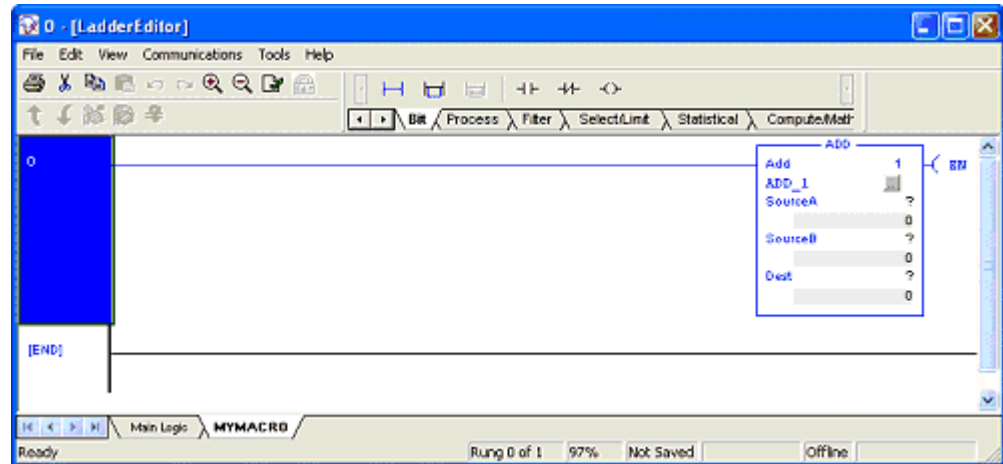 0 - [LadderEditor]
File Edit View Communications Tools Help
Bit Process Filter Select/Limit Statistical Compute/Math
0
ADD
Add 1
ADD_1
SourceA ?
0
SourceB ?
0
Dest ?
0
EN
[END]
Main Logic MYMACRO
Ready Rung 0 of 1 97% Not Saved Offline